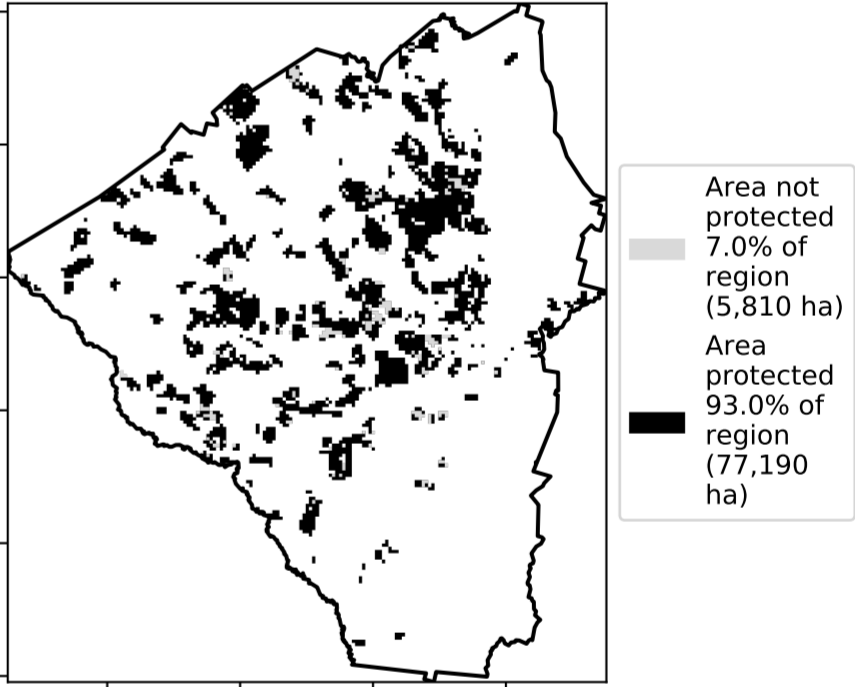 Area not
protected
7.0% of
region
(5,810 ha)
Area
protected
93.0% of
region
(77,190
ha)